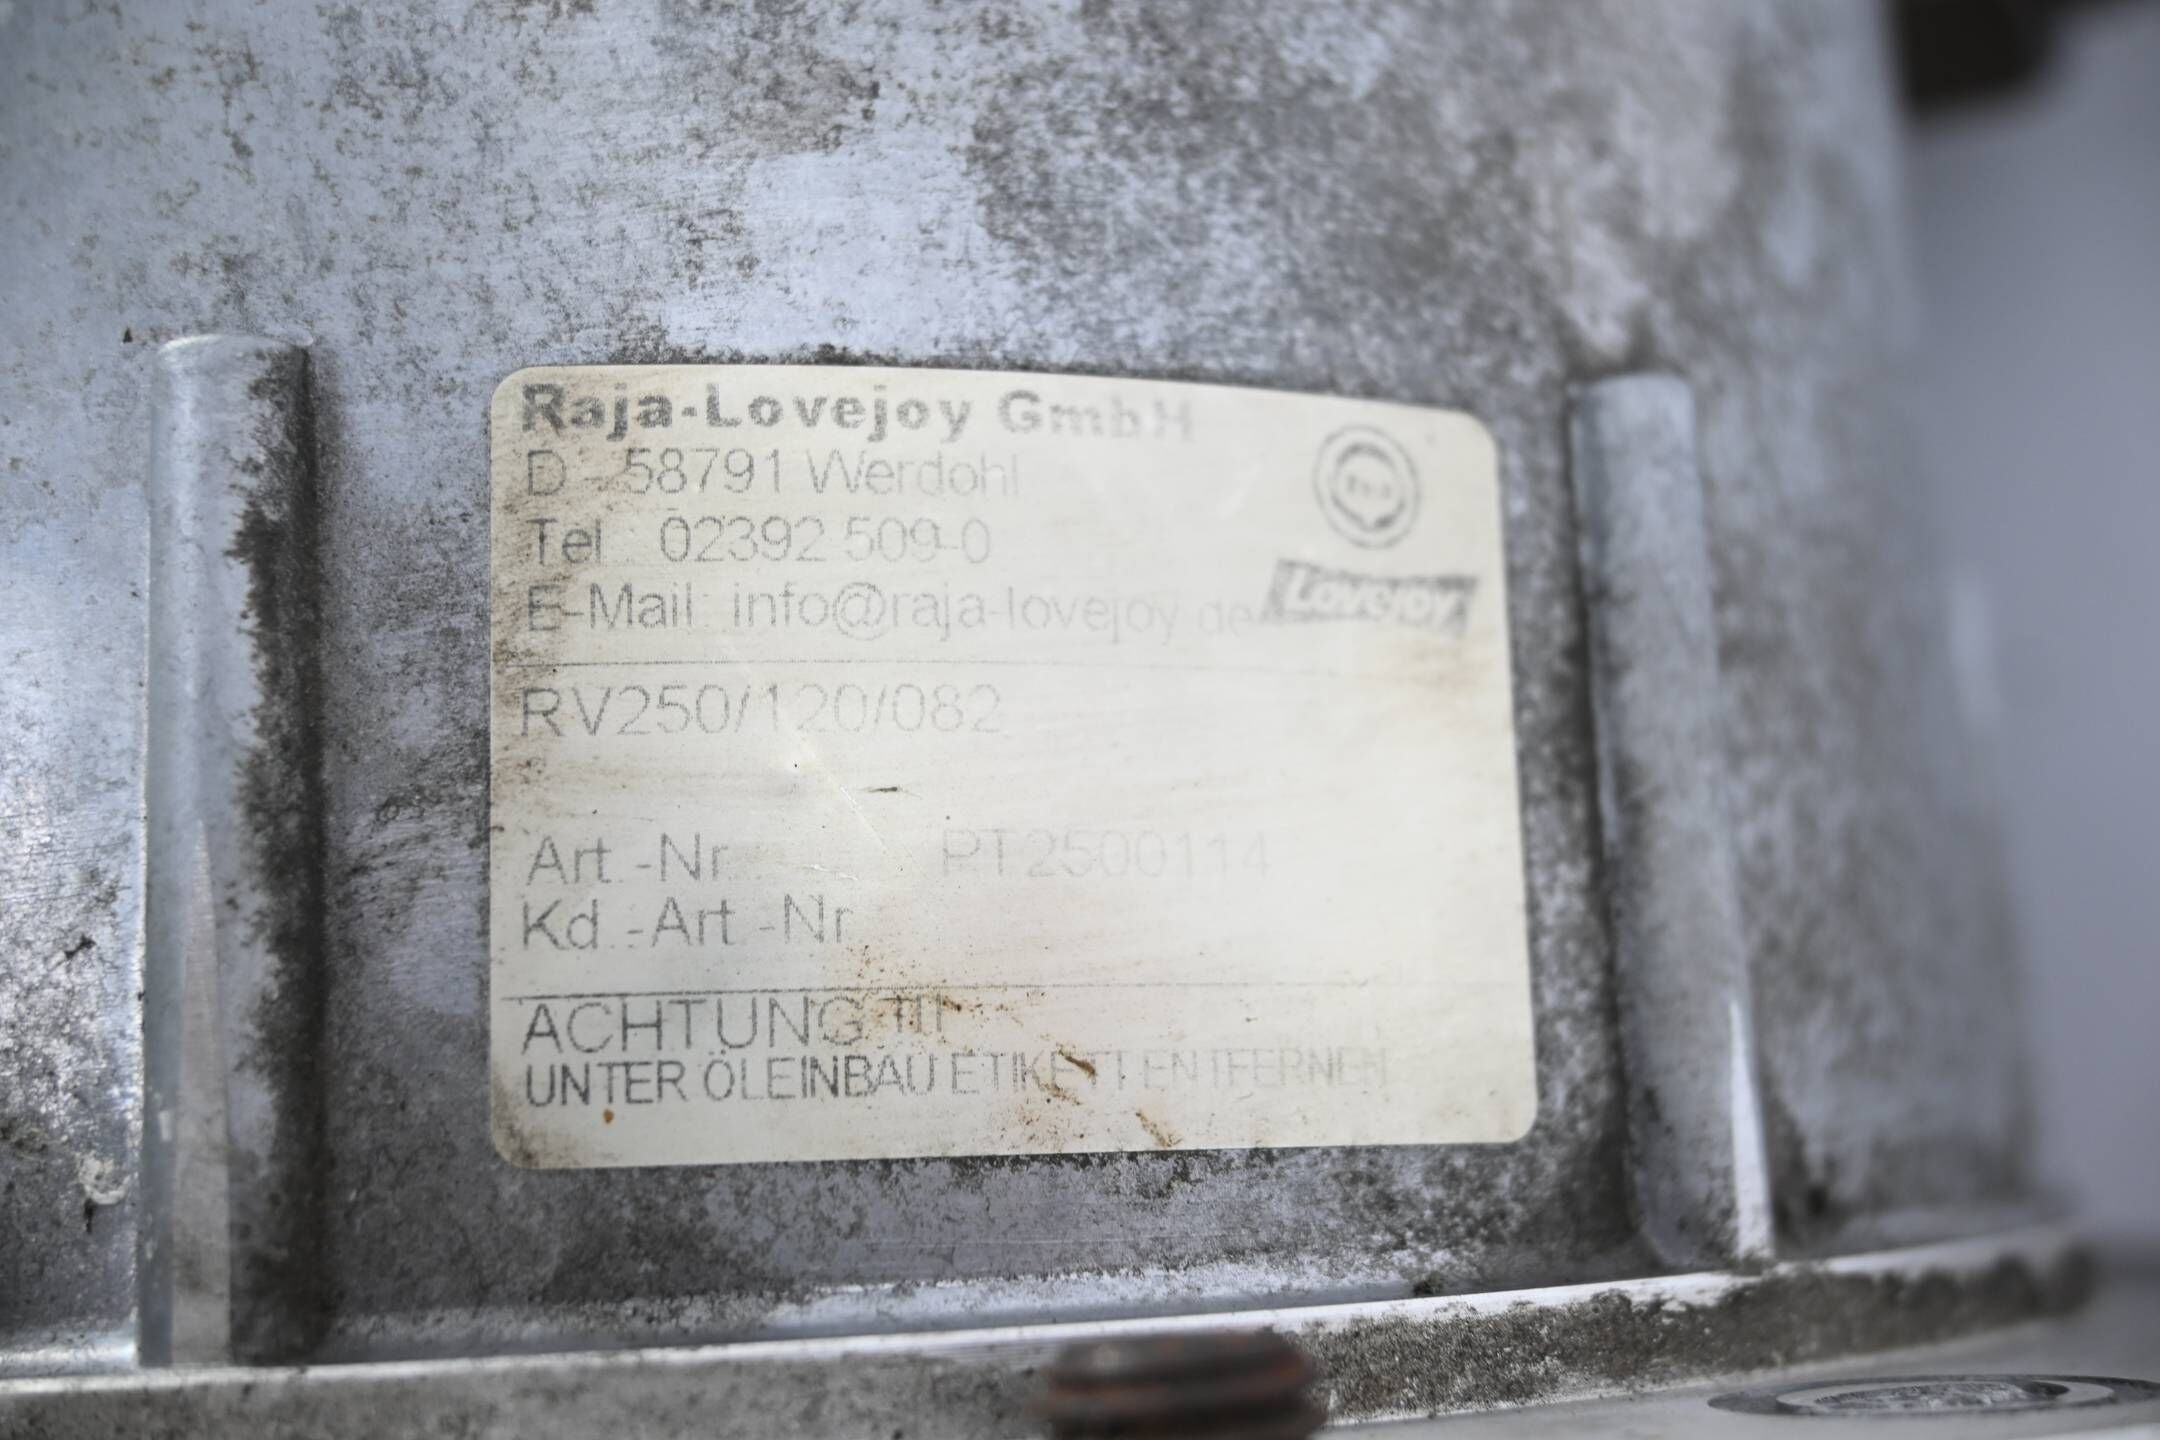 Raja-Lovejoy GmbH
D - 58791 Werdohl
Tel : 02392 509-0
E-Mail: info@raja-lovejoy.de
Lovejoy
RV250/120/082
Art.-Nr.: PT2500114
Kd.-Art.-Nr.
ACHTUNG !!!
UNTER ÖLEINBAU ETIKETT ENTFERNEN